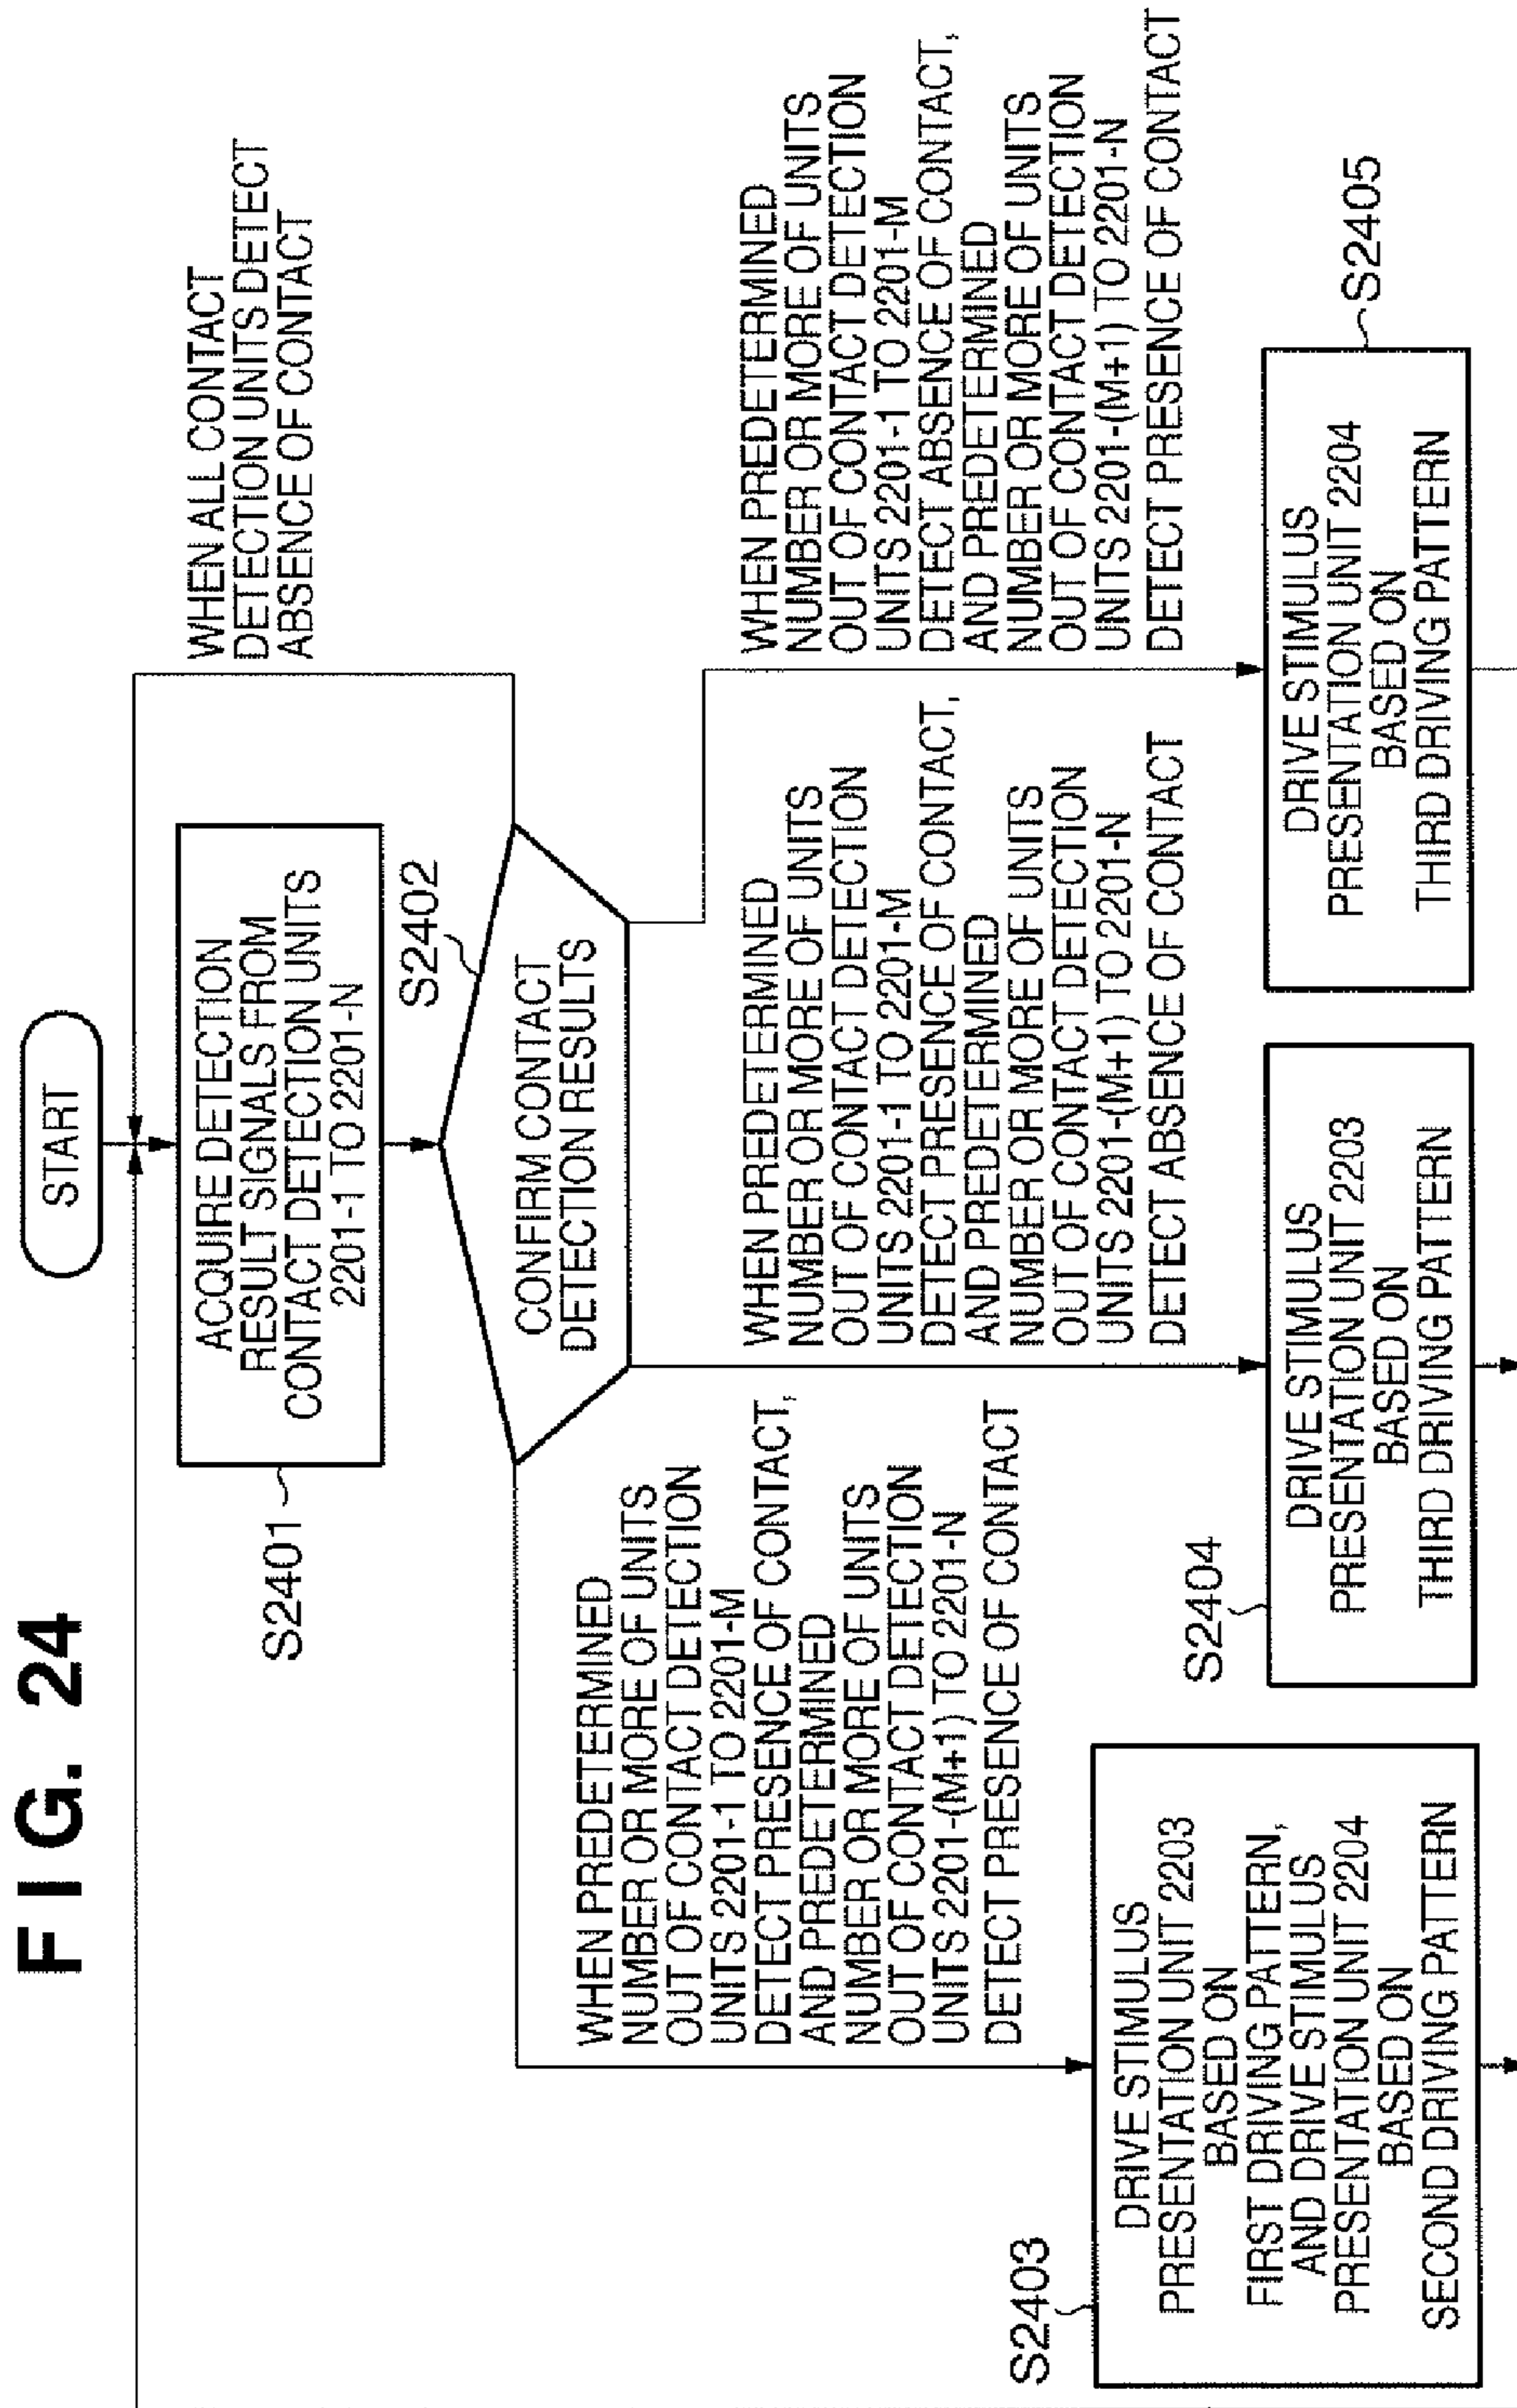 FIG. 24
START
S2401
ACQUIRE DETECTION
RESULT SIGNALS FROM
CONTACT DETECTION UNITS
2201-1 TO 2201-N
WHEN ALL CONTACT
DETECTION UNITS DETECT
ABSENCE OF CONTACT
S2402
CONFIRM CONTACT
DETECTION RESULTS
WHEN PREDETERMINED
NUMBER OR MORE OF UNITS
OUT OF CONTACT DETECTION
UNITS 2201-1 TO 2201-M
DETECT PRESENCE OF CONTACT,
AND PREDETERMINED
NUMBER OR MORE OF UNITS
OUT OF CONTACT DETECTION
UNITS 2201-(M+1) TO 2201-N
DETECT PRESENCE OF CONTACT
WHEN PREDETERMINED
NUMBER OR MORE OF UNITS
OUT OF CONTACT DETECTION
UNITS 2201-1 TO 2201-M
DETECT PRESENCE OF CONTACT,
AND PREDETERMINED
NUMBER OR MORE OF UNITS
OUT OF CONTACT DETECTION
UNITS 2201-(M+1) TO 2201-N
DETECT ABSENCE OF CONTACT
WHEN PREDETERMINED
NUMBER OR MORE OF UNITS
OUT OF CONTACT DETECTION
UNITS 2201-1 TO 2201-M
DETECT ABSENCE OF CONTACT,
AND PREDETERMINED
NUMBER OR MORE OF UNITS
OUT OF CONTACT DETECTION
UNITS 2201-(M+1) TO 2201-N
DETECT PRESENCE OF CONTACT
S2403
DRIVE STIMULUS
PRESENTATION UNIT 2203
BASED ON
FIRST DRIVING PATTERN,
AND DRIVE STIMULUS
PRESENTATION UNIT 2204
BASED ON
SECOND DRIVING PATTERN
S2404
DRIVE STIMULUS
PRESENTATION UNIT 2203
BASED ON
THIRD DRIVING PATTERN
S2405
DRIVE STIMULUS
PRESENTATION UNIT 2204
BASED ON
THIRD DRIVING PATTERN